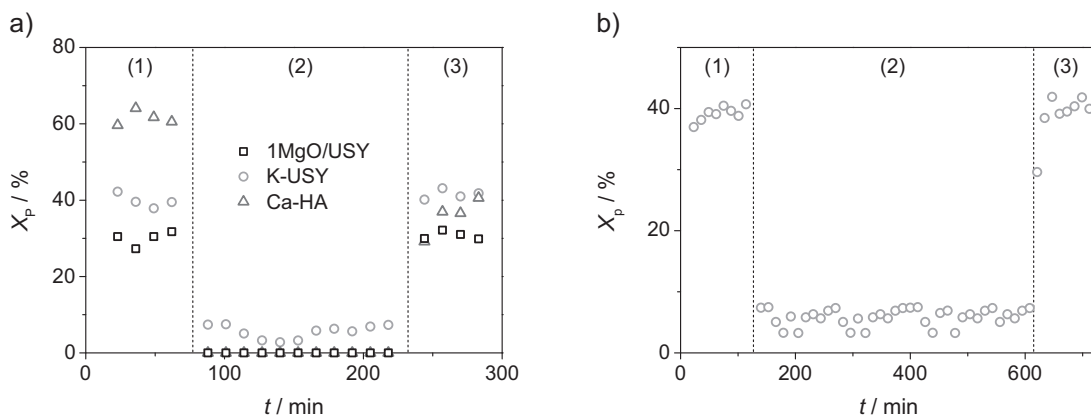 a)
80
60
40
20
0
X_P / %
(1)
(2)
(3)
1MgO/USY
K-USY
Ca-HA
0
100
200
300
t / min
b)
40
20
0
X_p / %
(1)
(2)
(3)
0
200
400
600
t / min